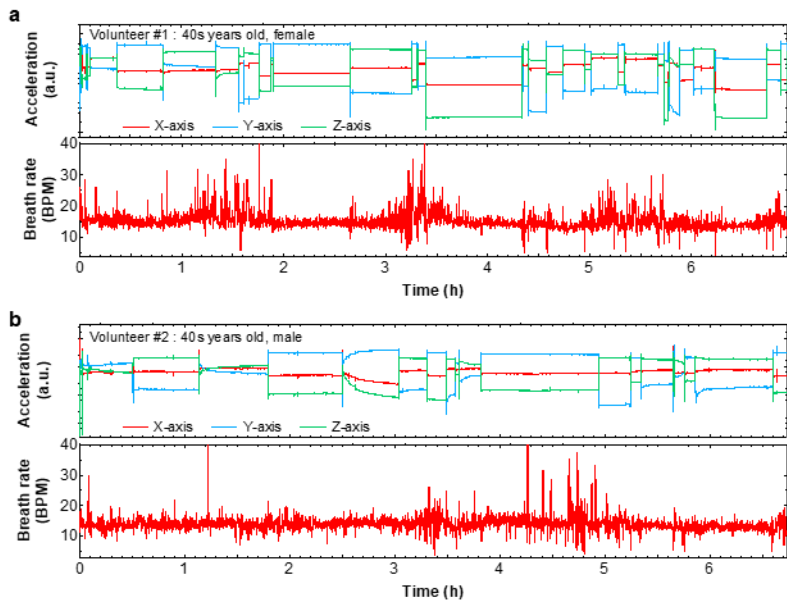 a
Volunteer #1 : 40s years old, female
Acceleration
(a.u.)
X-axis Y-axis Z-axis
40
30
20
10
Breath rate
(BPM)
0 1 2 3 4 5 6
Time (h)
b
Volunteer #2 : 40s years old, male
Acceleration
(a.u.)
X-axis Y-axis Z-axis
40
30
20
10
Breath rate
(BPM)
0 1 2 3 4 5 6
Time (h)